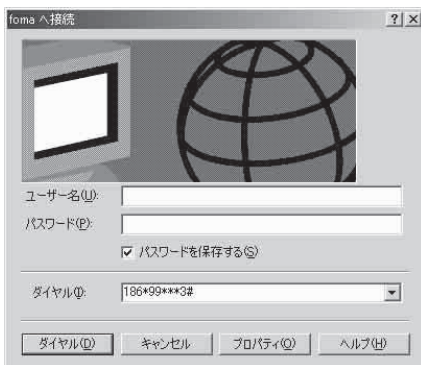 foma へ接続
ユーザー名(U):
パスワード(P):
パスワードを保存する(S)
ダイヤル(I): 186*99***3#
ダイヤル(D) キャンセル プロパティ(O) ヘルプ(H)